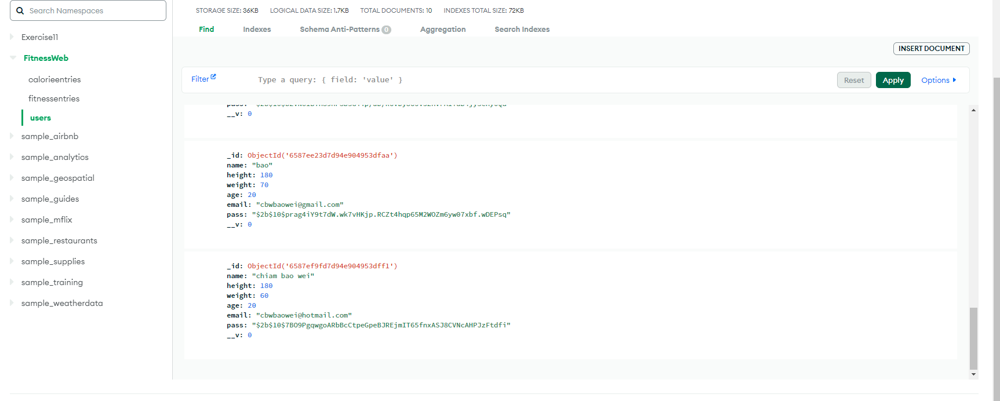 Search Namespaces
Exercise11
FitnessWeb
calorieentries
fitnessentries
users
sample_airbnb
sample_analytics
sample_geospatial
sample_guides
sample_mflix
sample_restaurants
sample_supplies
sample_training
sample_weatherdata
STORAGE SIZE: 36KB LOGICAL DATA SIZE: 1.7KB TOTAL DOCUMENTS: 10 INDEXES TOTAL SIZE: 72KB
Find Indexes Schema Anti-Patterns 0 Aggregation Search Indexes
INSERT DOCUMENT
Filter Type a query: { field: 'value' } Reset Apply Options
__v: 0
_id: ObjectId('6587ee23d7d94e904953dfaa')
name: "bao"
height: 180
weight: 70
age: 20
email: "cbwbaowei@gmail.com"
pass: "$2b$10$prag4iY9t7dW.wk7vHKjp.RCZt4hqp65M2WOZm6yw07xbf.wDEPsq"
__v: 0
_id: ObjectId('6587ef9fd7d94e904953dff1')
name: "chiam bao wei"
height: 180
weight: 60
age: 20
email: "cbwbaowei@hotmail.com"
pass: "$2b$10$7BO9PgqwgoARbBcCtpeGpeBJREjmIT65fnxASJ8CVNcAHPJzFtdfi"
__v: 0